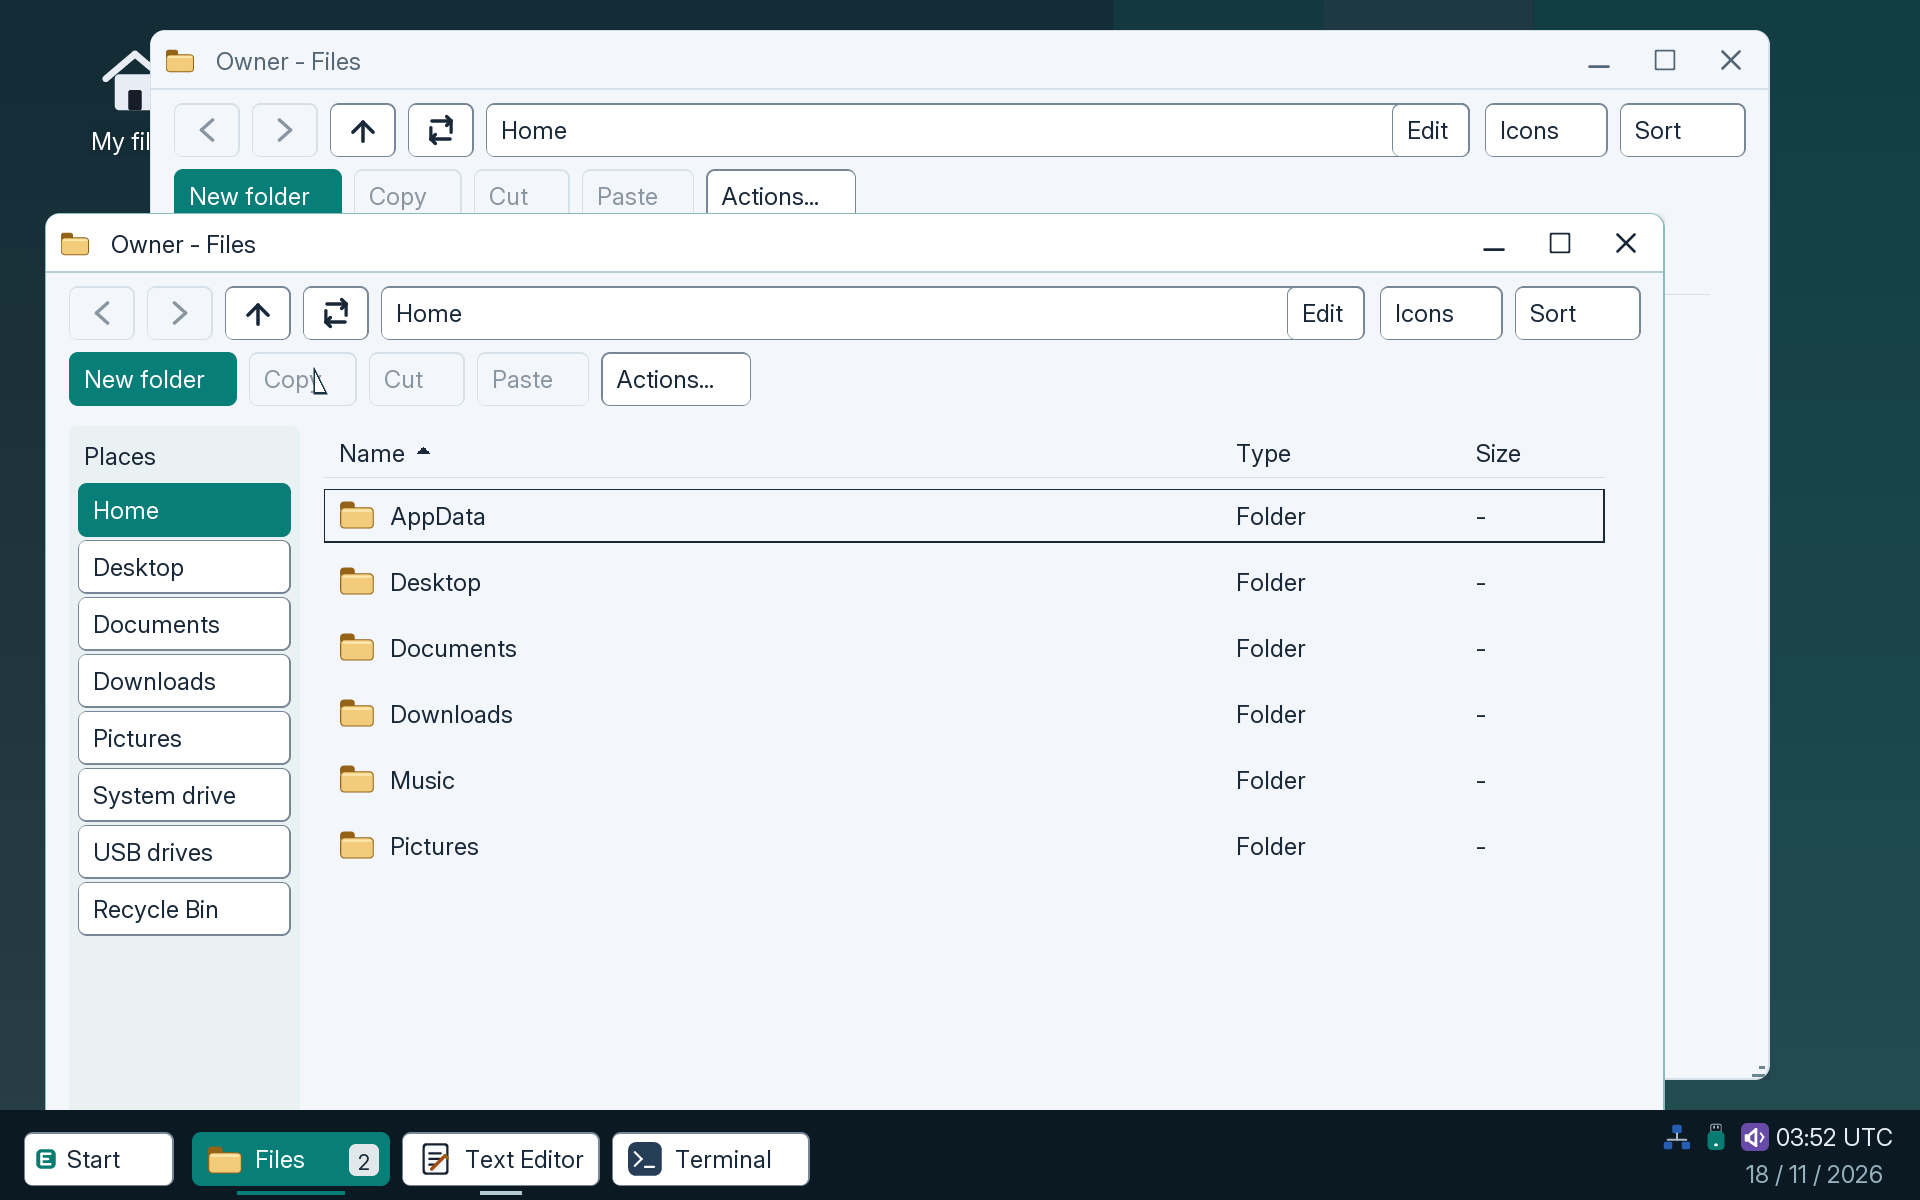 My fil
Owner - Files
Home
Edit
Icons
Sort
New folder
Copy
Cut
Paste
Actions...
Owner - Files
Home
Edit
Icons
Sort
New folder
Copy
Cut
Paste
Actions...
Places
Home
Desktop
Documents
Downloads
Pictures
System drive
USB drives
Recycle Bin
Name Type Size
AppData Folder -
Desktop Folder -
Documents Folder -
Downloads Folder -
Music Folder -
Pictures Folder -
Start
Files 2
Text Editor
Terminal
03:52 UTC
18 / 11 / 2026